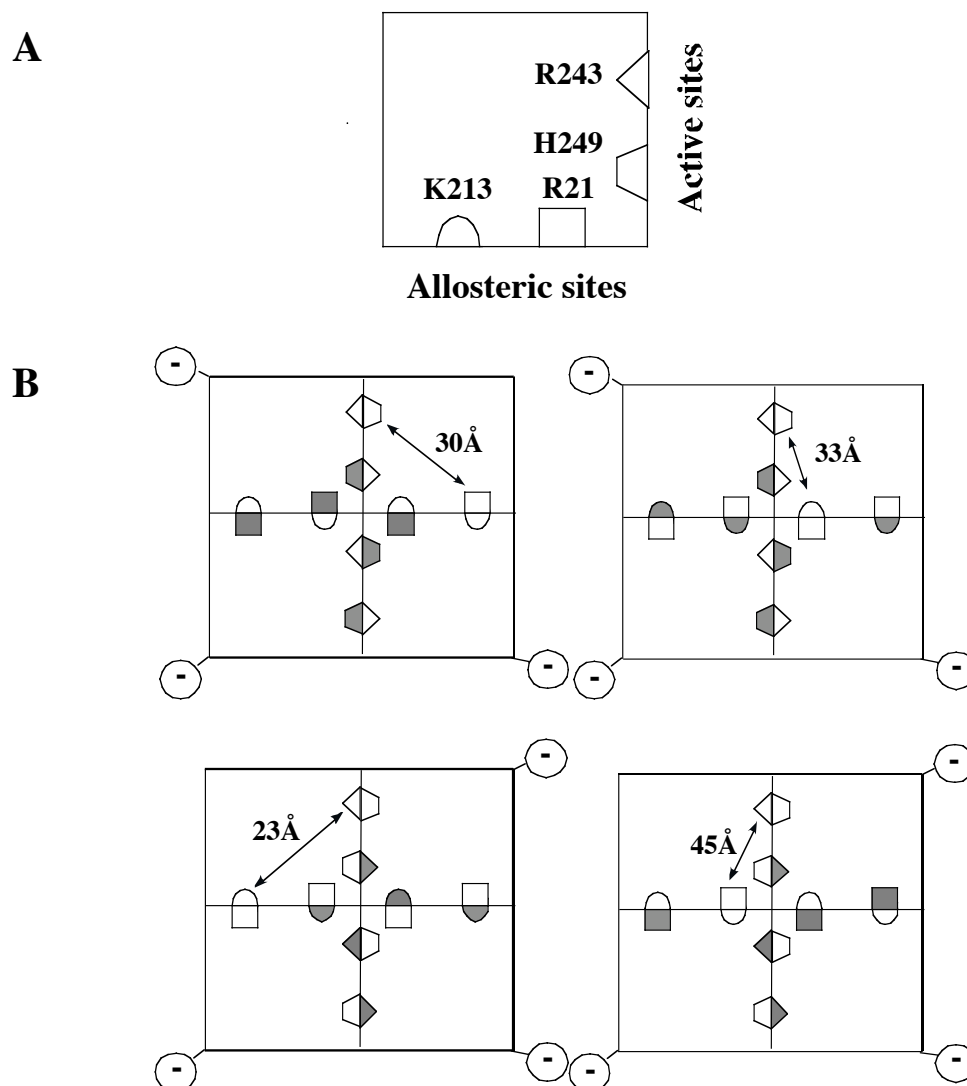 A
R243
H249
K213
R21
Active sites
Allosteric sites
B
-
-
30Å
33Å
-
-
-
-
-
-
23Å
45Å
-
-
-
-